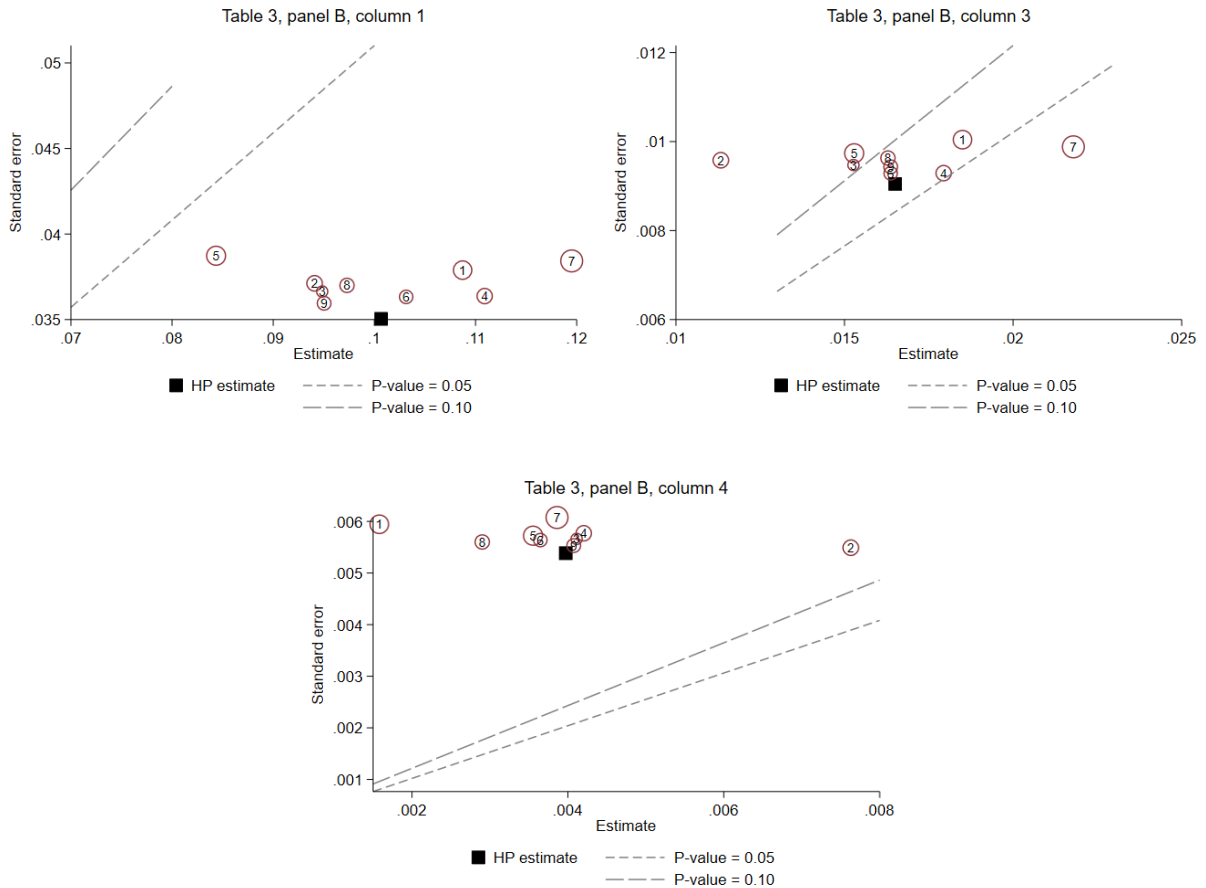 Table 3, panel B, column 1
.05
.045
.04
.035
Standard error
5
2
3
9
8
6
1
4
7
.07
.08
.09
.1
.11
.12
Estimate
HP estimate
P-value = 0.05
P-value = 0.10
Table 3, panel B, column 3
.012
.01
.008
.006
Standard error
2
5
3
8
1
4
7
.01
.015
.02
.025
Estimate
HP estimate
P-value = 0.05
P-value = 0.10
Table 3, panel B, column 4
.006
.005
.004
.003
.002
.001
Standard error
1
8
5
6
7
4
9
2
.002
.004
.006
.008
Estimate
HP estimate
P-value = 0.05
P-value = 0.10